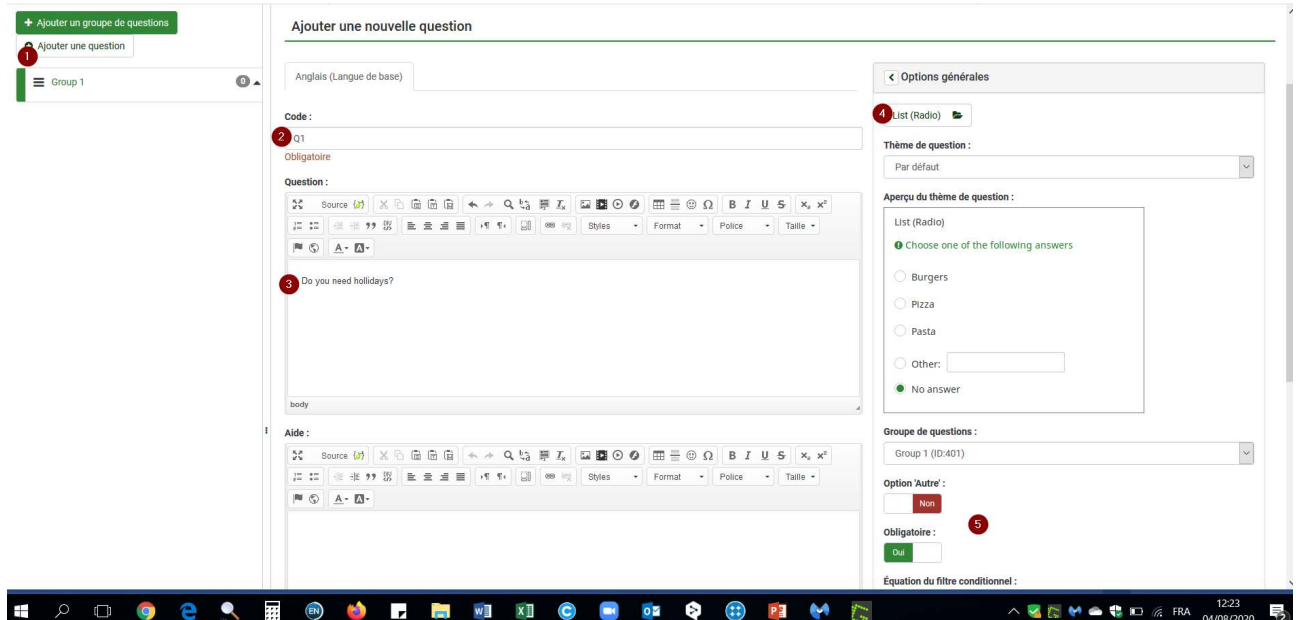 + Ajouter un groupe de questions
Ajouter une question
1
Group 1
0
Ajouter une nouvelle question
Anglais (Langue de base)
Code :
2
Q1
Obligatoire
Question :
Source
B I U S x₂ x²
Styles
Format
Police
Taille
A
A
3
Do you need hollidays?
body
Aide :
Source
B I U S x₂ x²
Styles
Format
Police
Taille
A
A
Options générales
4
List (Radio)
Thème de question :
Par défaut
Aperçu du thème de question :
List (Radio)
Choose one of the following answers
Burgers
Pizza
Pasta
Other:
No answer
Groupe de questions :
Group 1 (ID:401)
Option 'Autre' :
Non
5
Obligatoire :
Oui
Équation du filtre conditionnel :
EN
FRA
12:23
04/08/2020